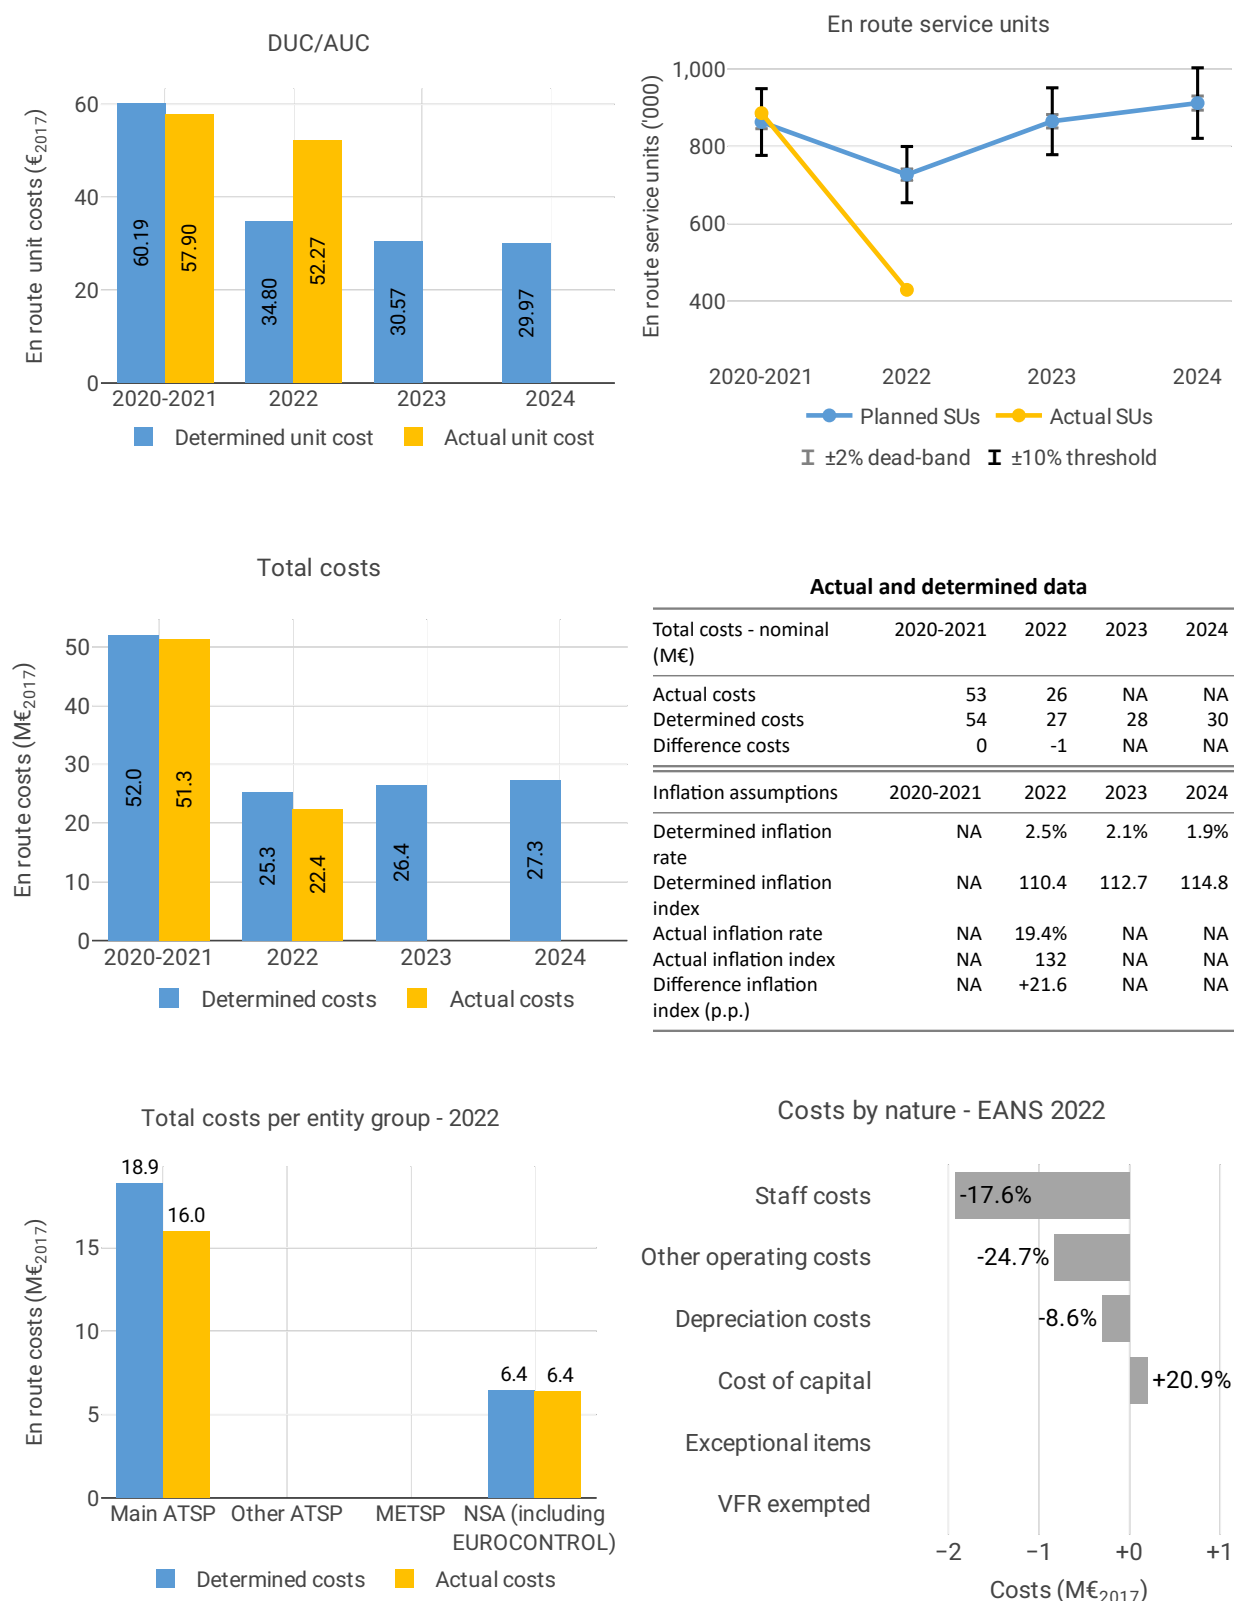 DUC/AUC
En route unit costs (€2017)
60
40
20
0
60.19
57.90
34.80
52.27
30.57
29.97
2020-2021
2022
2023
2024
Determined unit cost
Actual unit cost
En route service units
En route service units ('000)
1,000
800
600
400
2020-2021
2022
2023
2024
Planned SUs
Actual SUs
±2% dead-band
±10% threshold
Total costs
En route costs (M€2017)
50
40
30
20
10
0
52.0
51.3
25.3
22.4
26.4
27.3
2020-2021
2022
2023
2024
Determined costs
Actual costs
Actual and determined data
Total costs - nominal 2020-2021 2022 2023 2024
(M€)
Actual costs 53 26 NA NA
Determined costs 54 27 28 30
Difference costs 0 -1 NA NA
Inflation assumptions 2020-2021 2022 2023 2024
Determined inflation NA 2.5% 2.1% 1.9%
rate
Determined inflation NA 110.4 112.7 114.8
index
Actual inflation rate NA 19.4% NA NA
Actual inflation index NA 132 NA NA
Difference inflation NA +21.6 NA NA
index (p.p.)
Total costs per entity group - 2022
En route costs (M€2017)
15
10
5
0
18.9
16.0
6.4
6.4
Main ATSP
Other ATSP
METSP
NSA (including
EUROCONTROL)
Determined costs
Actual costs
Costs by nature - EANS 2022
Staff costs
-17.6%
Other operating costs
-24.7%
Depreciation costs
-8.6%
Cost of capital
+20.9%
Exceptional items
VFR exempted
−2
−1
+0
+1
Costs (M€2017)